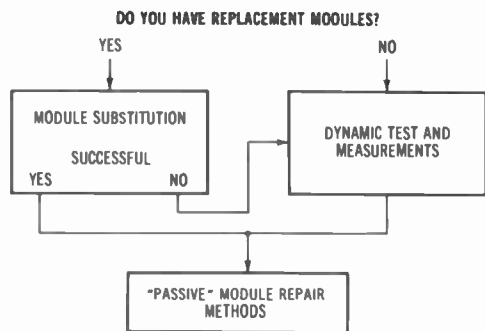 DO YOU HAVE REPLACEMENT MODULES?
YES
NO
MODULE SUBSTITUTION
SUCCESSFUL
YES NO
DYNAMIC TEST AND
MEASUREMENTS
"PASSIVE" MODULE REPAIR
METHODS